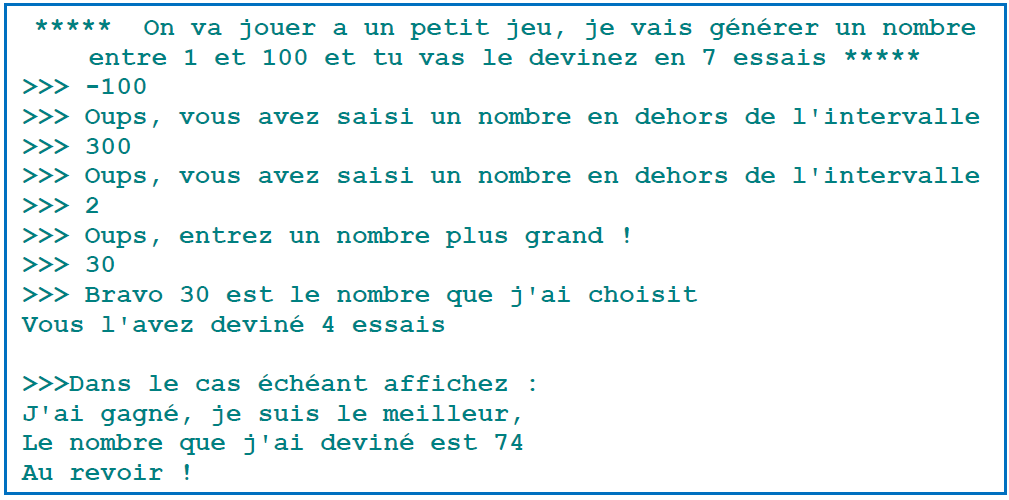 ***** On va jouer a un petit jeu, je vais générer un nombre
entre 1 et 100 et tu vas le devinez en 7 essais *****
>>> -100
>>> Oups, vous avez saisi un nombre en dehors de l'intervalle
>>> 300
>>> Oups, vous avez saisi un nombre en dehors de l'intervalle
>>> 2
>>> Oups, entrez un nombre plus grand !
>>> 30
>>> Bravo 30 est le nombre que j'ai choisit
Vous l'avez deviné 4 essais
>>>Dans le cas échéant affichez :
J'ai gagné, je suis le meilleur,
Le nombre que j'ai deviné est 74
Au revoir !